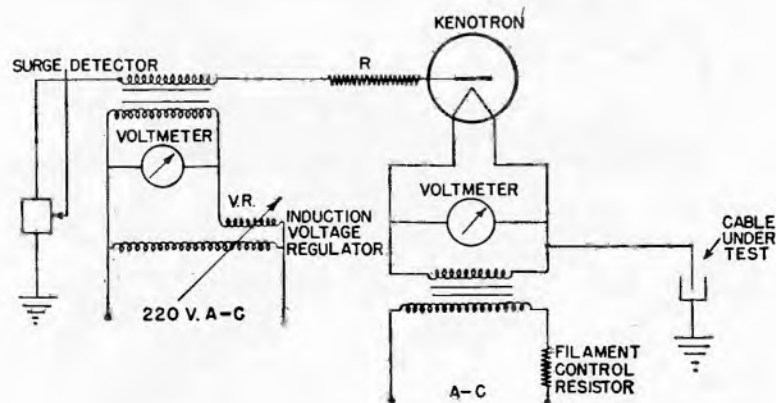 KENOTRON
SURGE DETECTOR
R
VOLTMETER
V.R.
INDUCTION
VOLTAGE
REGULATOR
220 V. A-C
VOLTMETER
CABLE
UNDER
TEST
FILAMENT
CONTROL
RESISTOR
A-C